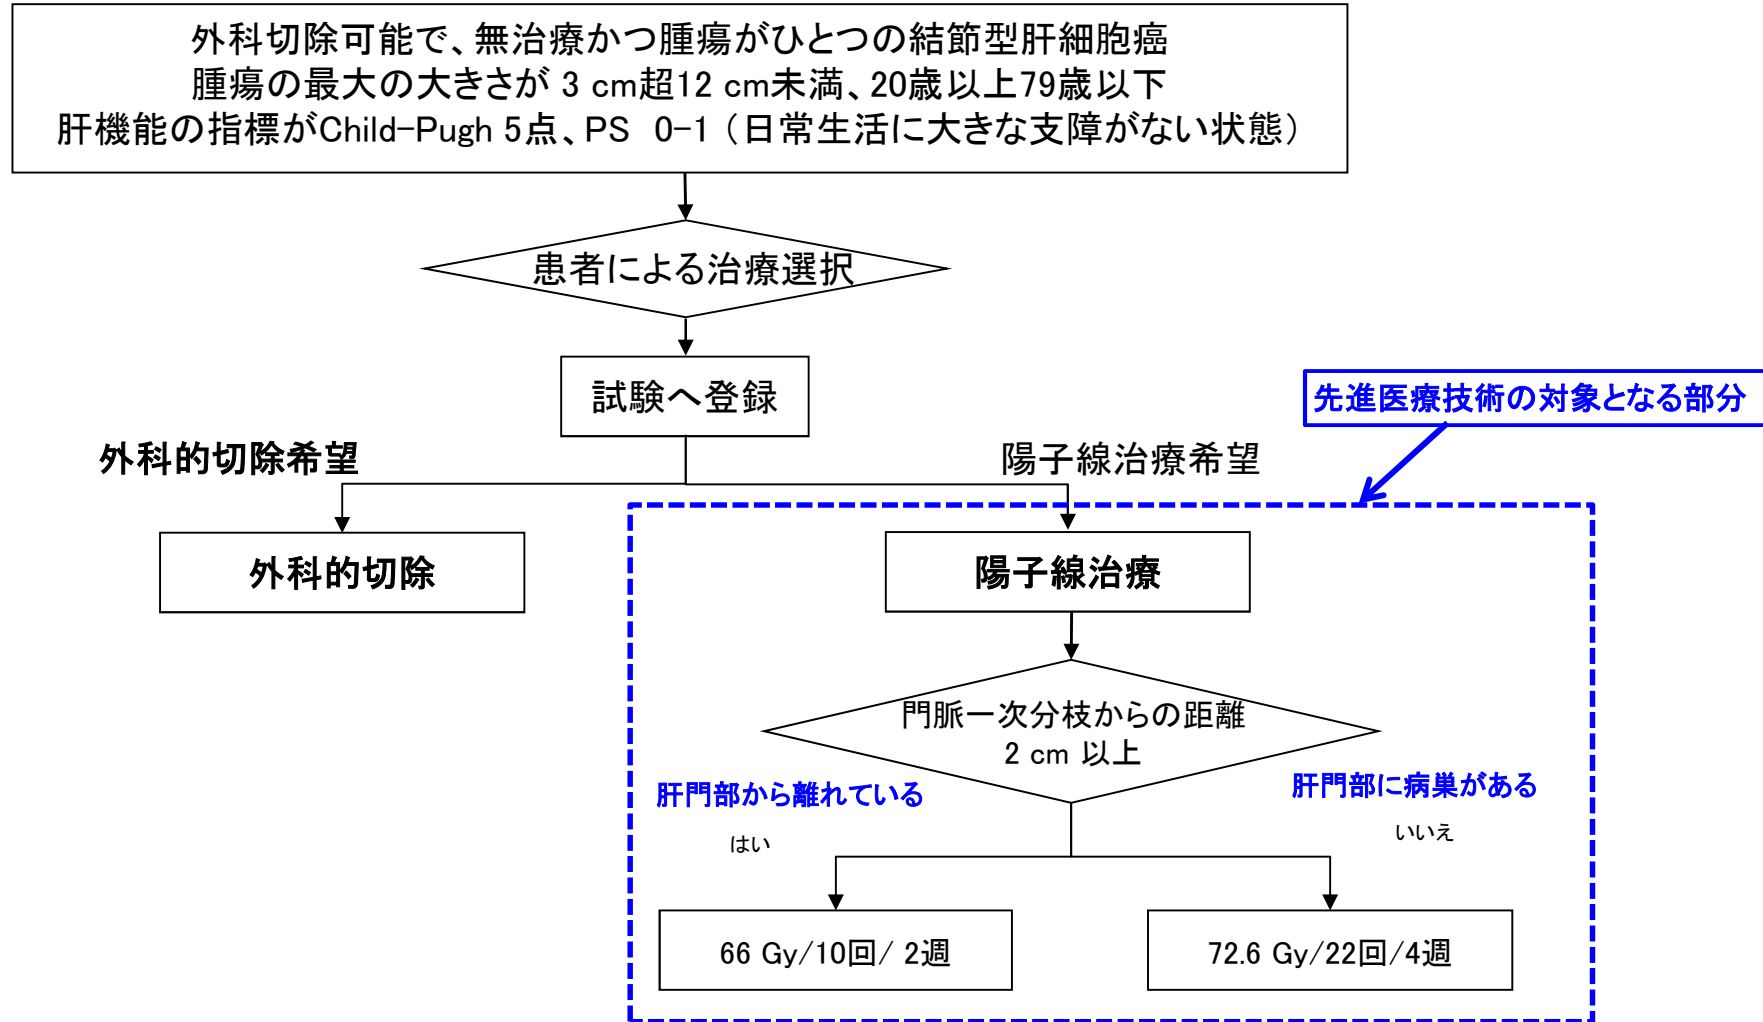 外科切除可能で、無治療かつ腫瘍がひとつの結節型肝細胞癌
腫瘍の最大の大きさが 3 cm超12 cm未満、20歳以上79歳以下
肝機能の指標がChild-Pugh 5点、PS 0-1 (日常生活に大きな支障がない状態)
患者による治療選択
試験へ登録
先進医療技術の対象となる部分
外科的切除希望
陽子線治療希望
外科的切除
陽子線治療
門脈一次分枝からの距離
2 cm 以上
肝門部から離れている
肝門部に病巣がある
はい
いいえ
66 Gy/10回/ 2週
72.6 Gy/22回/4週